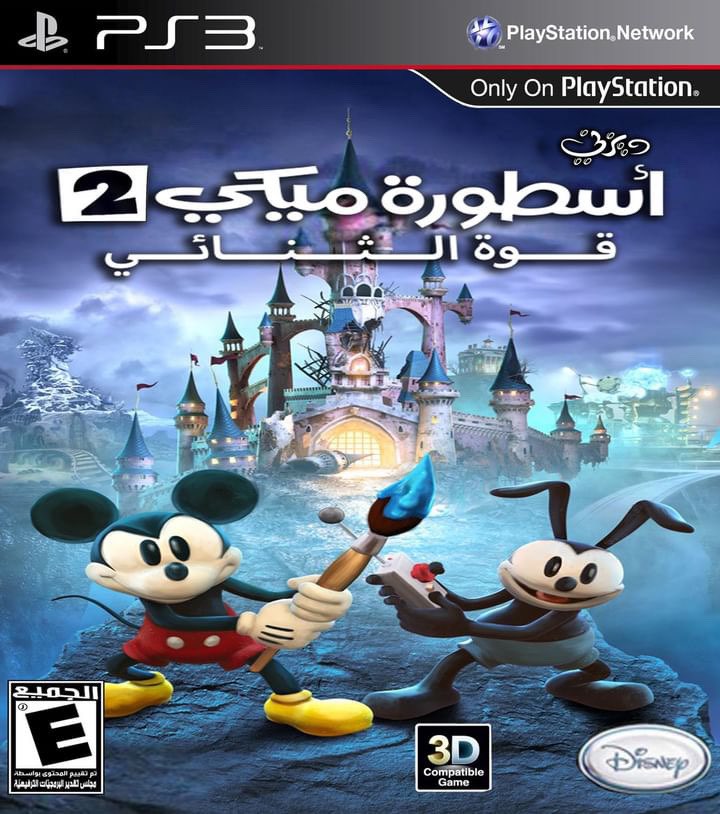 PS3
PlayStation®Network
Only On PlayStation®
ديزني
أسطورة ميكي 2
قوة الثنائي
الجميع
E
تم تقييم المحتوى بواسطة
مجلس تقدير البرمجيات الترفيهية
3D
Compatible
Game
Disney